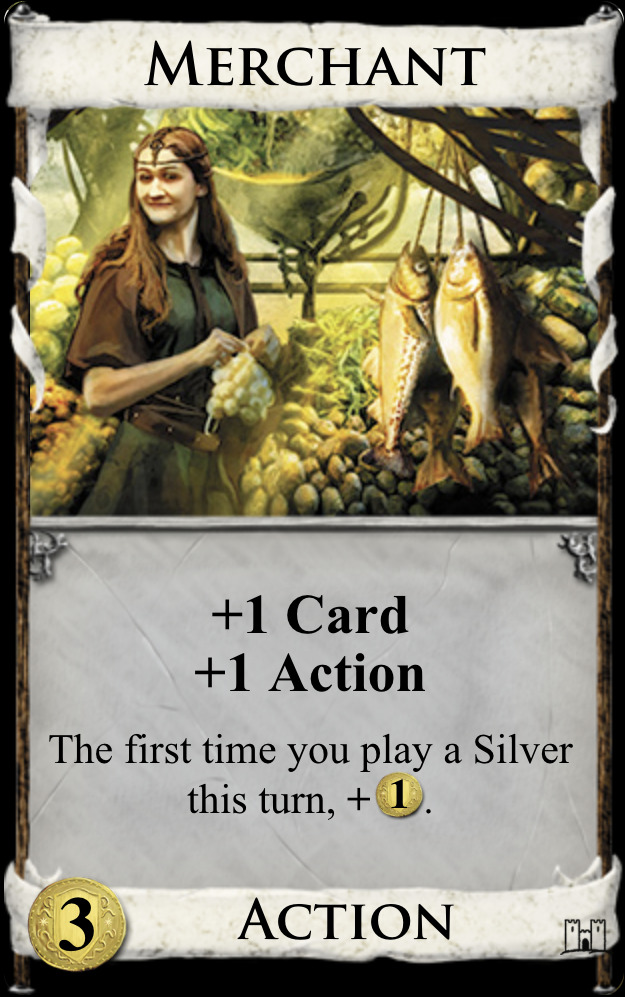 MERCHANT
+1 Card
+1 Action
The first time you play a Silver
this turn, +1.
3
ACTION